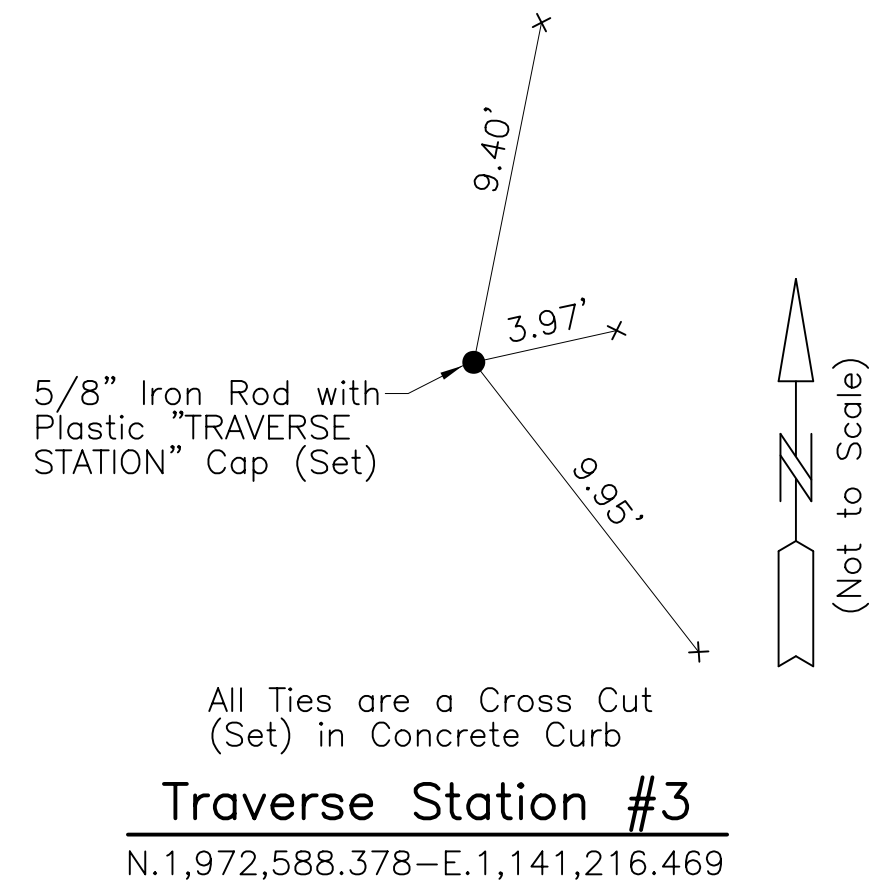 9.40'
3.97'
5/8" Iron Rod with
Plastic "TRAVERSE
STATION" Cap (Set)
9.95'
N
(Not to Scale)
All Ties are a Cross Cut
(Set) in Concrete Curb
Traverse Station #3
N.1,972,588.378-E.1,141,216.469